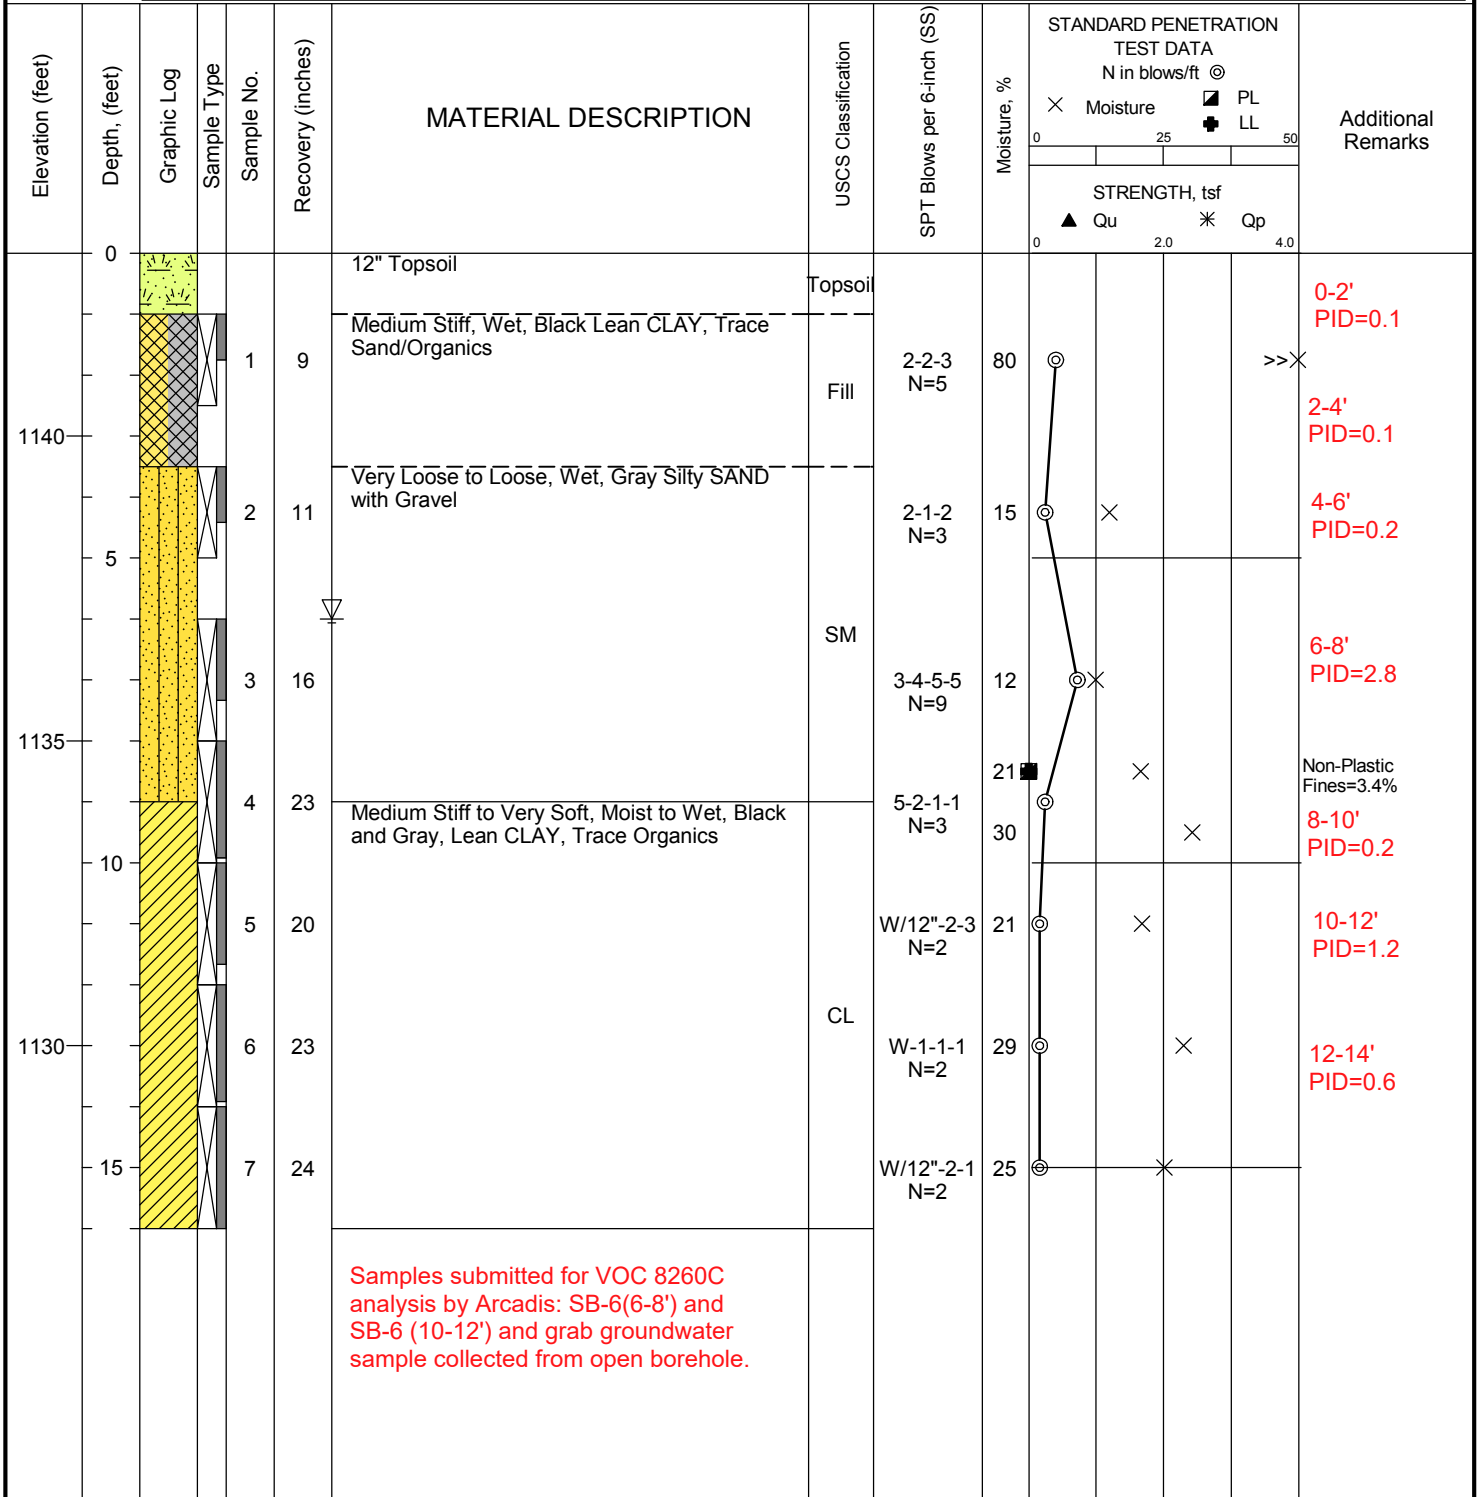 Elevation (feet)
Depth, (feet)
Graphic Log
Sample Type
Sample No.
Recovery (inches)
MATERIAL DESCRIPTION
USCS Classification
SPT Blows per 6-inch (SS)
Moisture, %
STANDARD PENETRATION
TEST DATA
N in blows/ft
Moisture
PL
LL
0 25 50
STRENGTH, tsf
Qu Qp
0 2.0 4.0
Additional
Remarks
0
12" Topsoil
Topsoil
0-2'
PID=0.1
Medium Stiff, Wet, Black Lean CLAY, Trace
Sand/Organics
1 9
Fill
2-2-3
N=5
80
>>
2-4'
PID=0.1
1140
Very Loose to Loose, Wet, Gray Silty SAND
with Gravel
2 11
2-1-2
N=3
15
4-6'
PID=0.2
5
SM
6-8'
PID=2.8
3 16
3-4-5-5
N=9
12
1135
21
Non-Plastic
Fines=3.4%
4 23
5-2-1-1
N=3
30
8-10'
PID=0.2
Medium Stiff to Very Soft, Moist to Wet, Black
and Gray, Lean CLAY, Trace Organics
10
5 20
W/12"-2-3
N=2
21
10-12'
PID=1.2
CL
1130
6 23
W-1-1-1
N=2
29
12-14'
PID=0.6
15
7 24
W/12"-2-1
N=2
25
Samples submitted for VOC 8260C
analysis by Arcadis: SB-6(6-8') and
SB-6 (10-12') and grab groundwater
sample collected from open borehole.